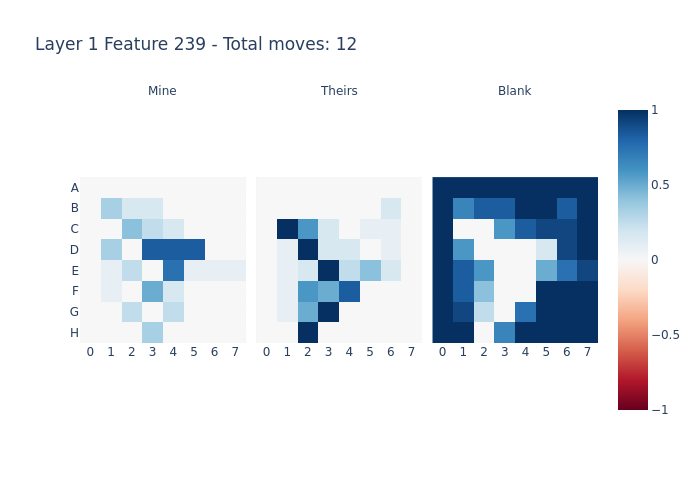 Layer 1 Feature 239 - Total moves: 12
Mine Theirs Blank
A
B
C
D
E
F
G
H
0 1 2 3 4 5 6 7 0 1 2 3 4 5 6 7 0 1 2 3 4 5 6 7
1
0.5
0
−0.5
−1